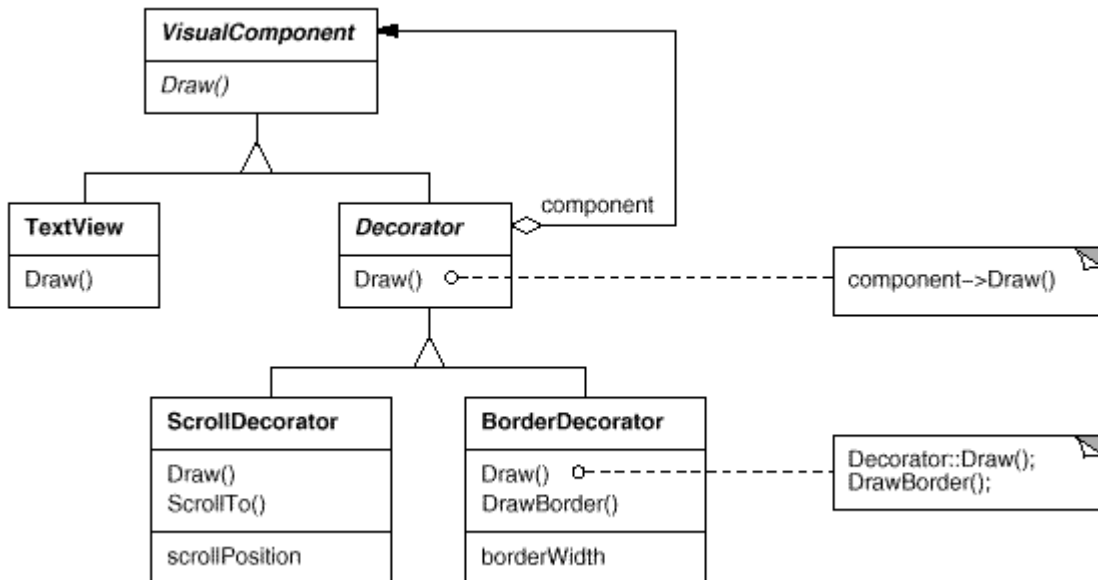 VisualComponent
Draw()
TextView
Draw()
Decorator
Draw()
component
component->Draw()
ScrollDecorator
Draw()
ScrollTo()
scrollPosition
BorderDecorator
Draw()
DrawBorder()
borderWidth
Decorator::Draw();
DrawBorder();